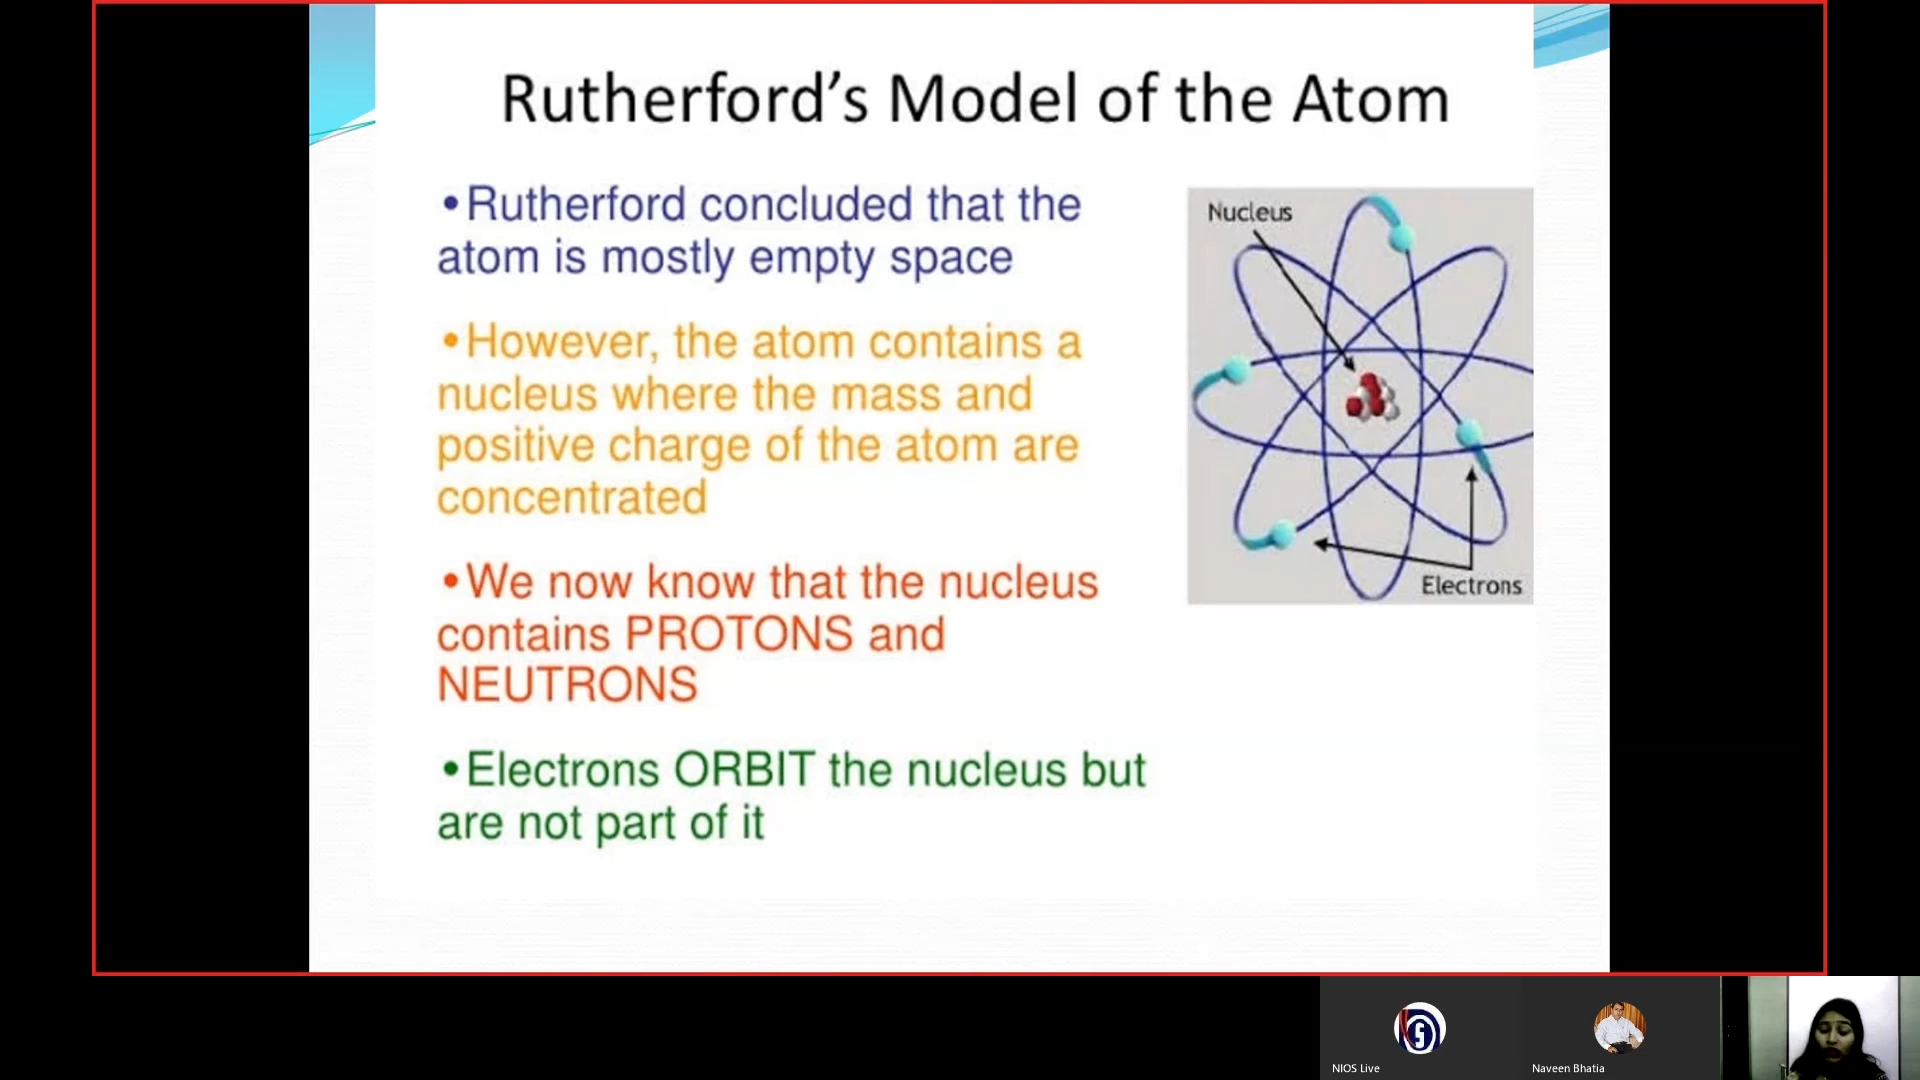 Rutherford's Model of the Atom
•Rutherford concluded that the
atom is mostly empty space
•However, the atom contains a
nucleus where the mass and
positive charge of the atom are
concentrated
•We now know that the nucleus
contains PROTONS and
NEUTRONS
•Electrons ORBIT the nucleus but
are not part of it
Nucleus
Electrons
NIOS Live
Naveen Bhatia